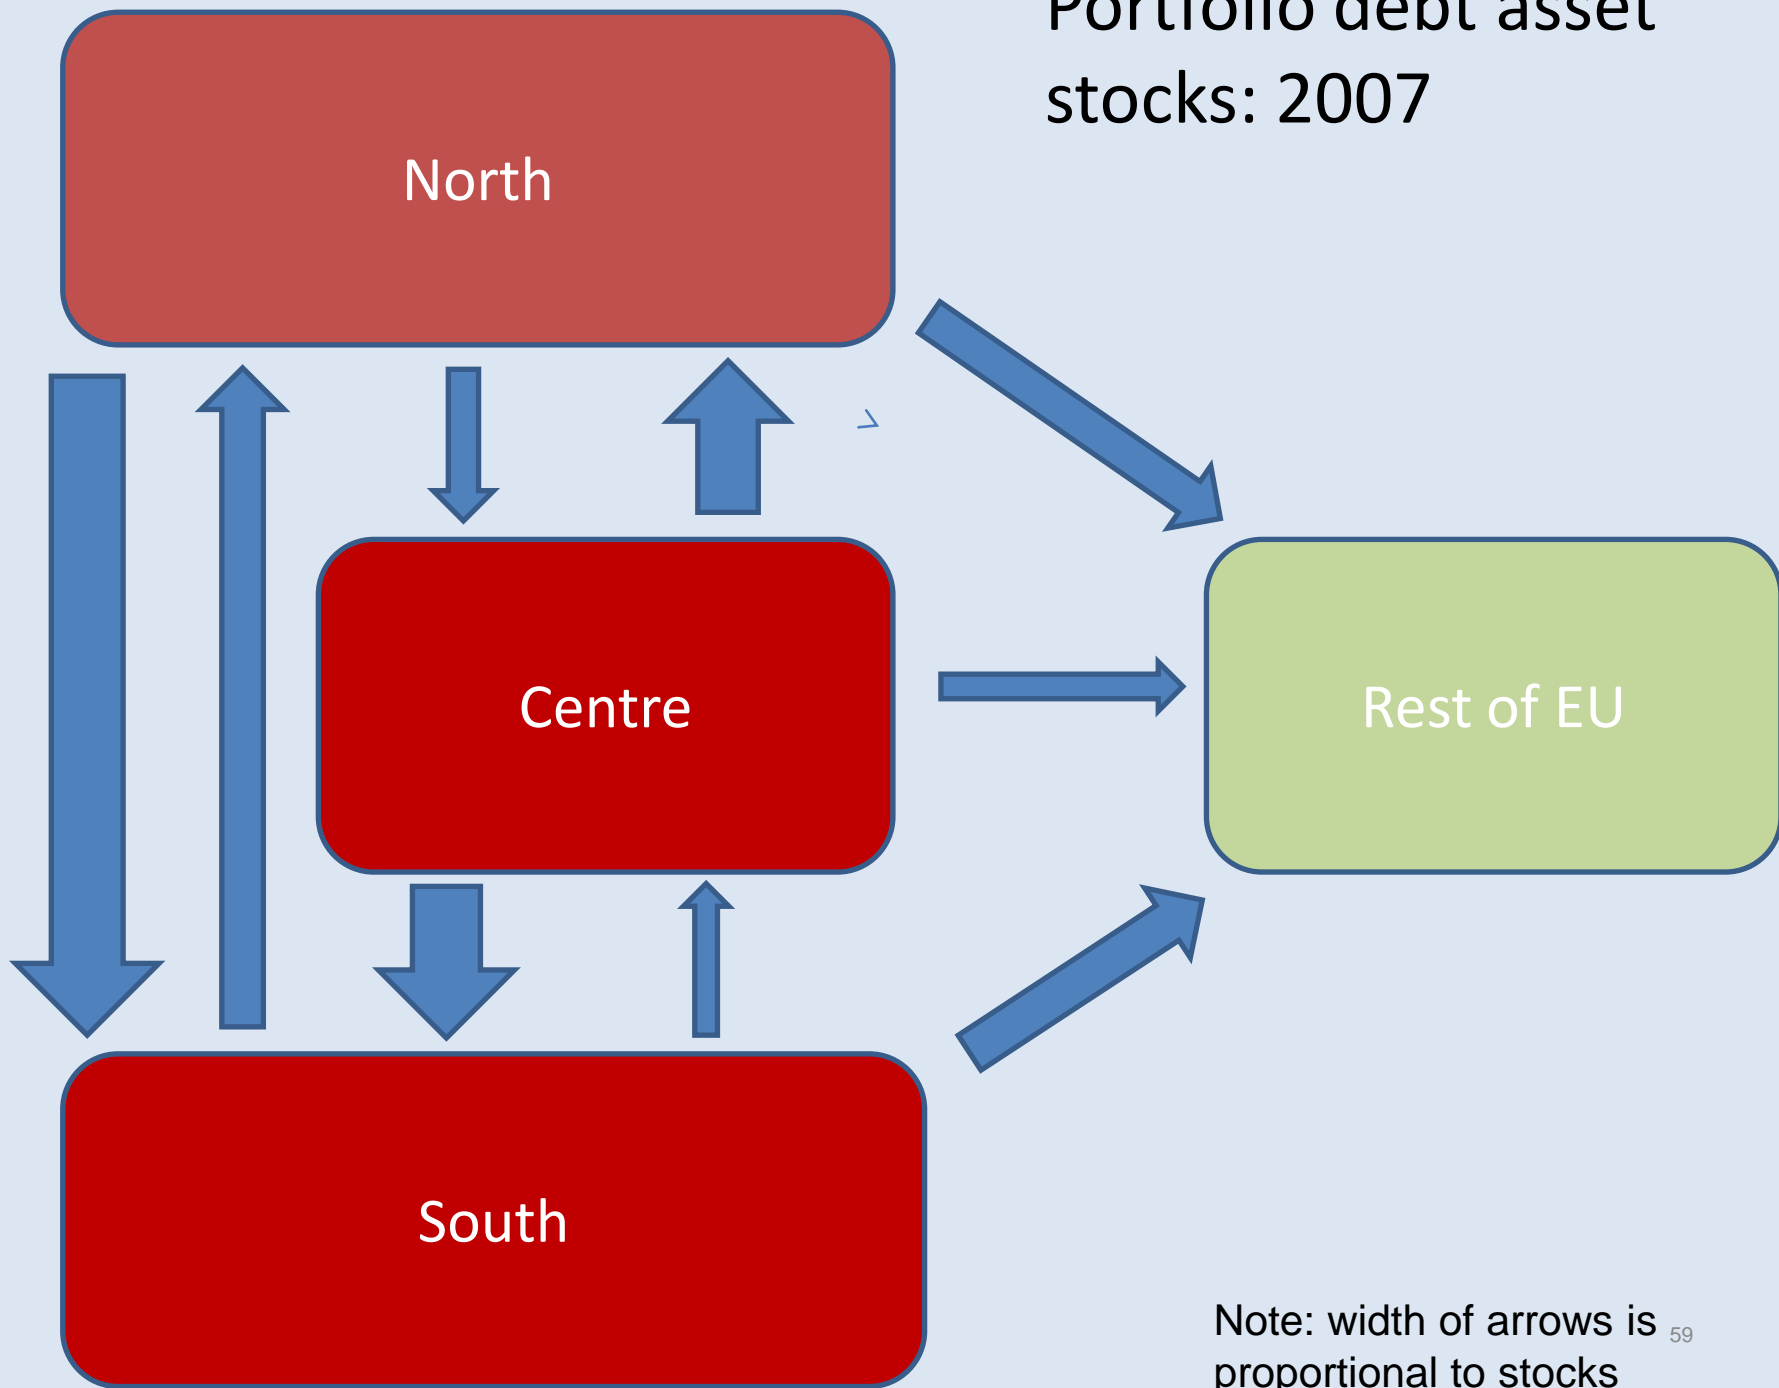 Portfolio debt asset
stocks: 2007
North
Centre
Rest of EU
South
Note: width of arrows is
proportional to stocks
59